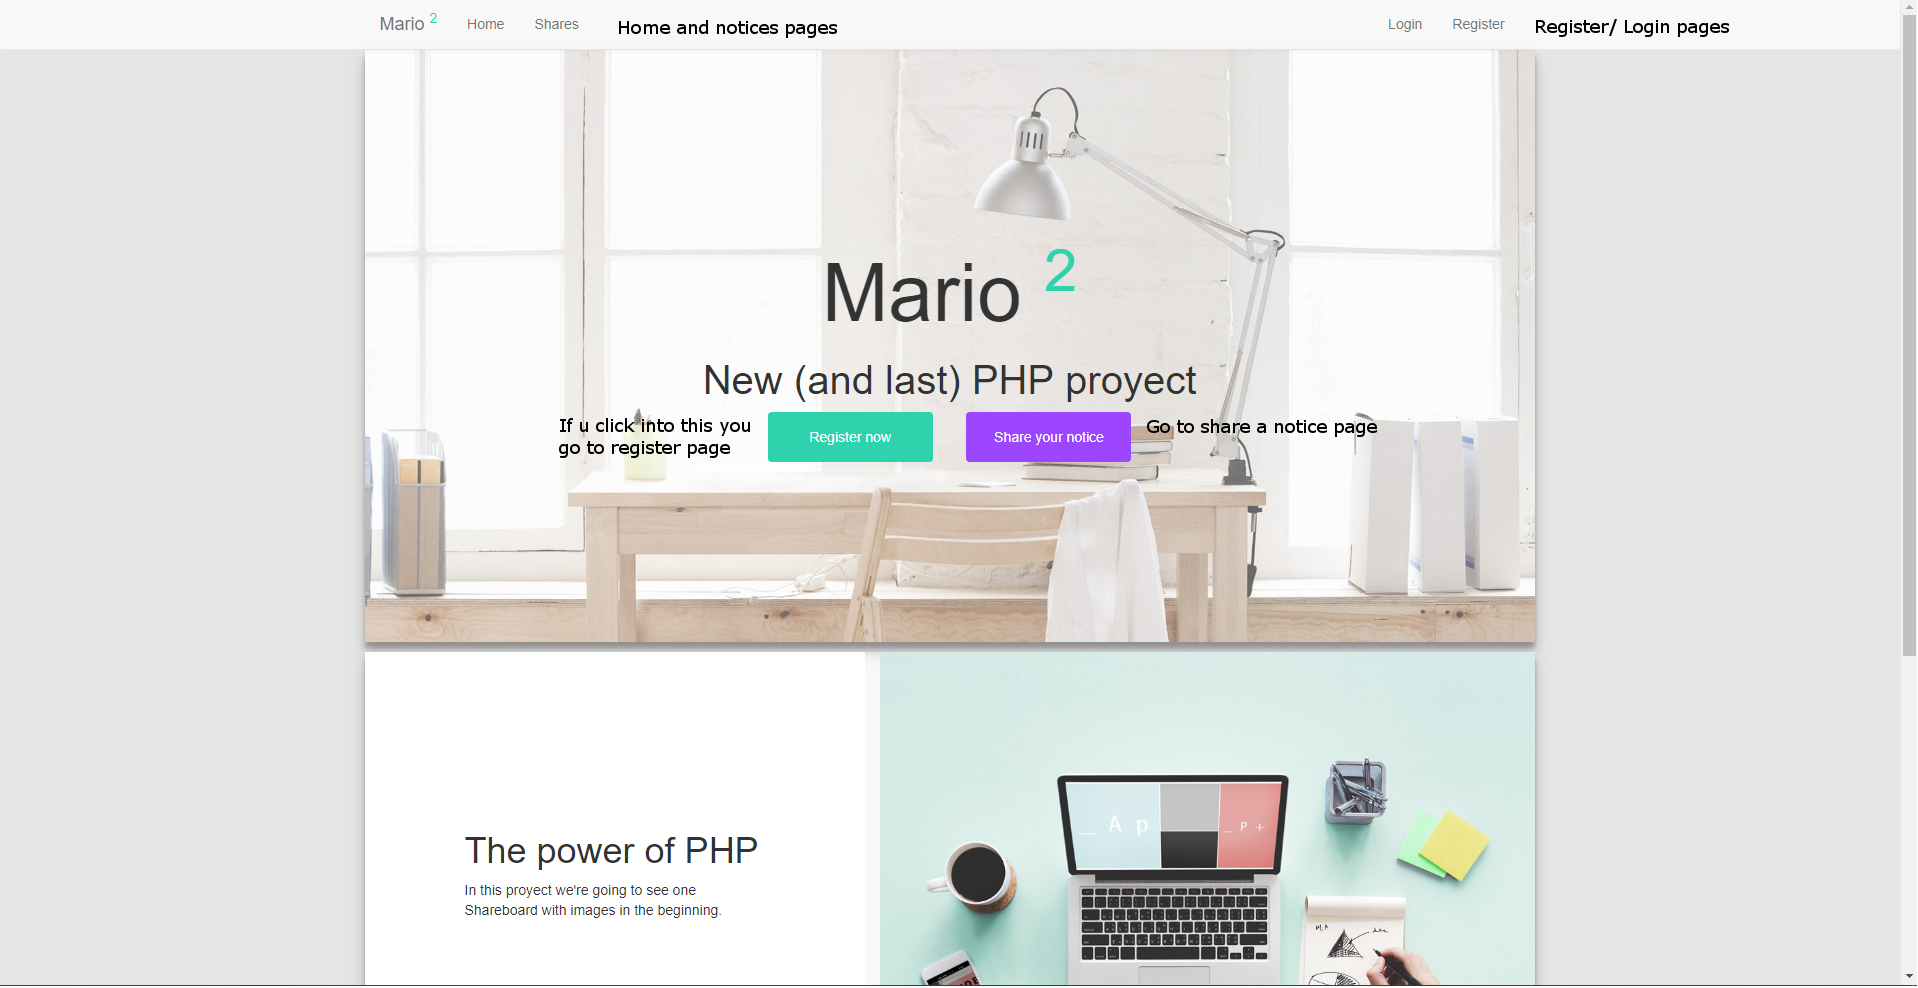 Mario 2 Home Shares Home and notices pages Login Register Register/ Login pages
Mario 2
New (and last) PHP proyect
If u click into this you
go to register page
Register now
Share your notice
Go to share a notice page
_ A p _ P +
The power of PHP
In this proyect we're going to see one
Shareboard with images in the beginning.